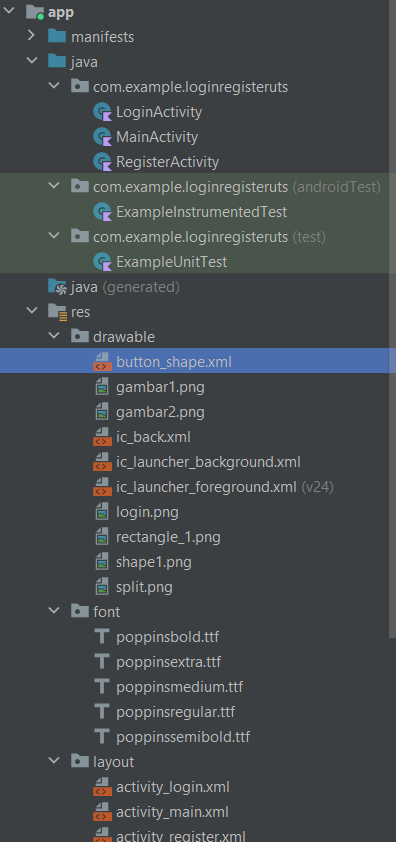 app
manifests
java
com.example.loginregisteruts
LoginActivity
MainActivity
RegisterActivity
com.example.loginregisteruts (androidTest)
ExampleInstrumentedTest
com.example.loginregisteruts (test)
ExampleUnitTest
java (generated)
res
drawable
button_shape.xml
gambar1.png
gambar2.png
ic_back.xml
ic_launcher_background.xml
ic_launcher_foreground.xml (v24)
login.png
rectangle_1.png
shape1.png
split.png
font
poppinsbold.ttf
poppinsextra.ttf
poppinsmedium.ttf
poppinsregular.ttf
poppinssemibold.ttf
layout
activity_login.xml
activity_main.xml
activity_register.xml